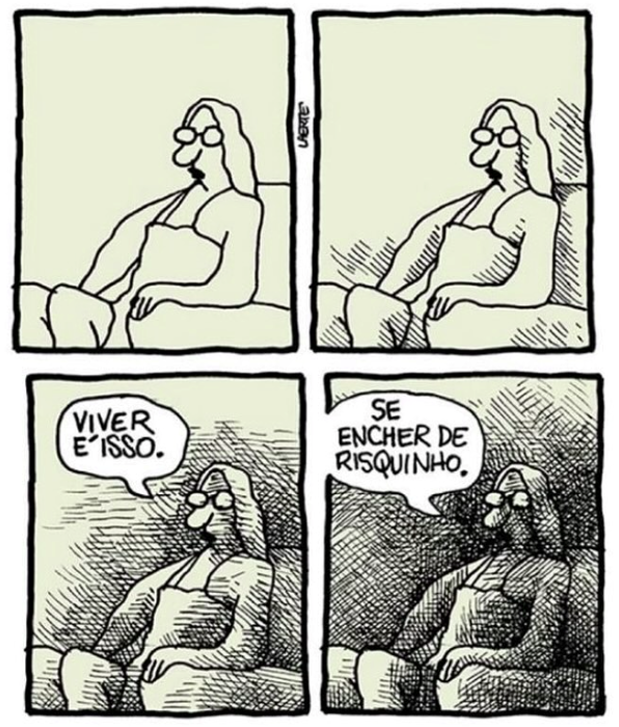 LAERTE
VIVER
E' ISSO.
SE
ENCHER DE
RISQUINHO.